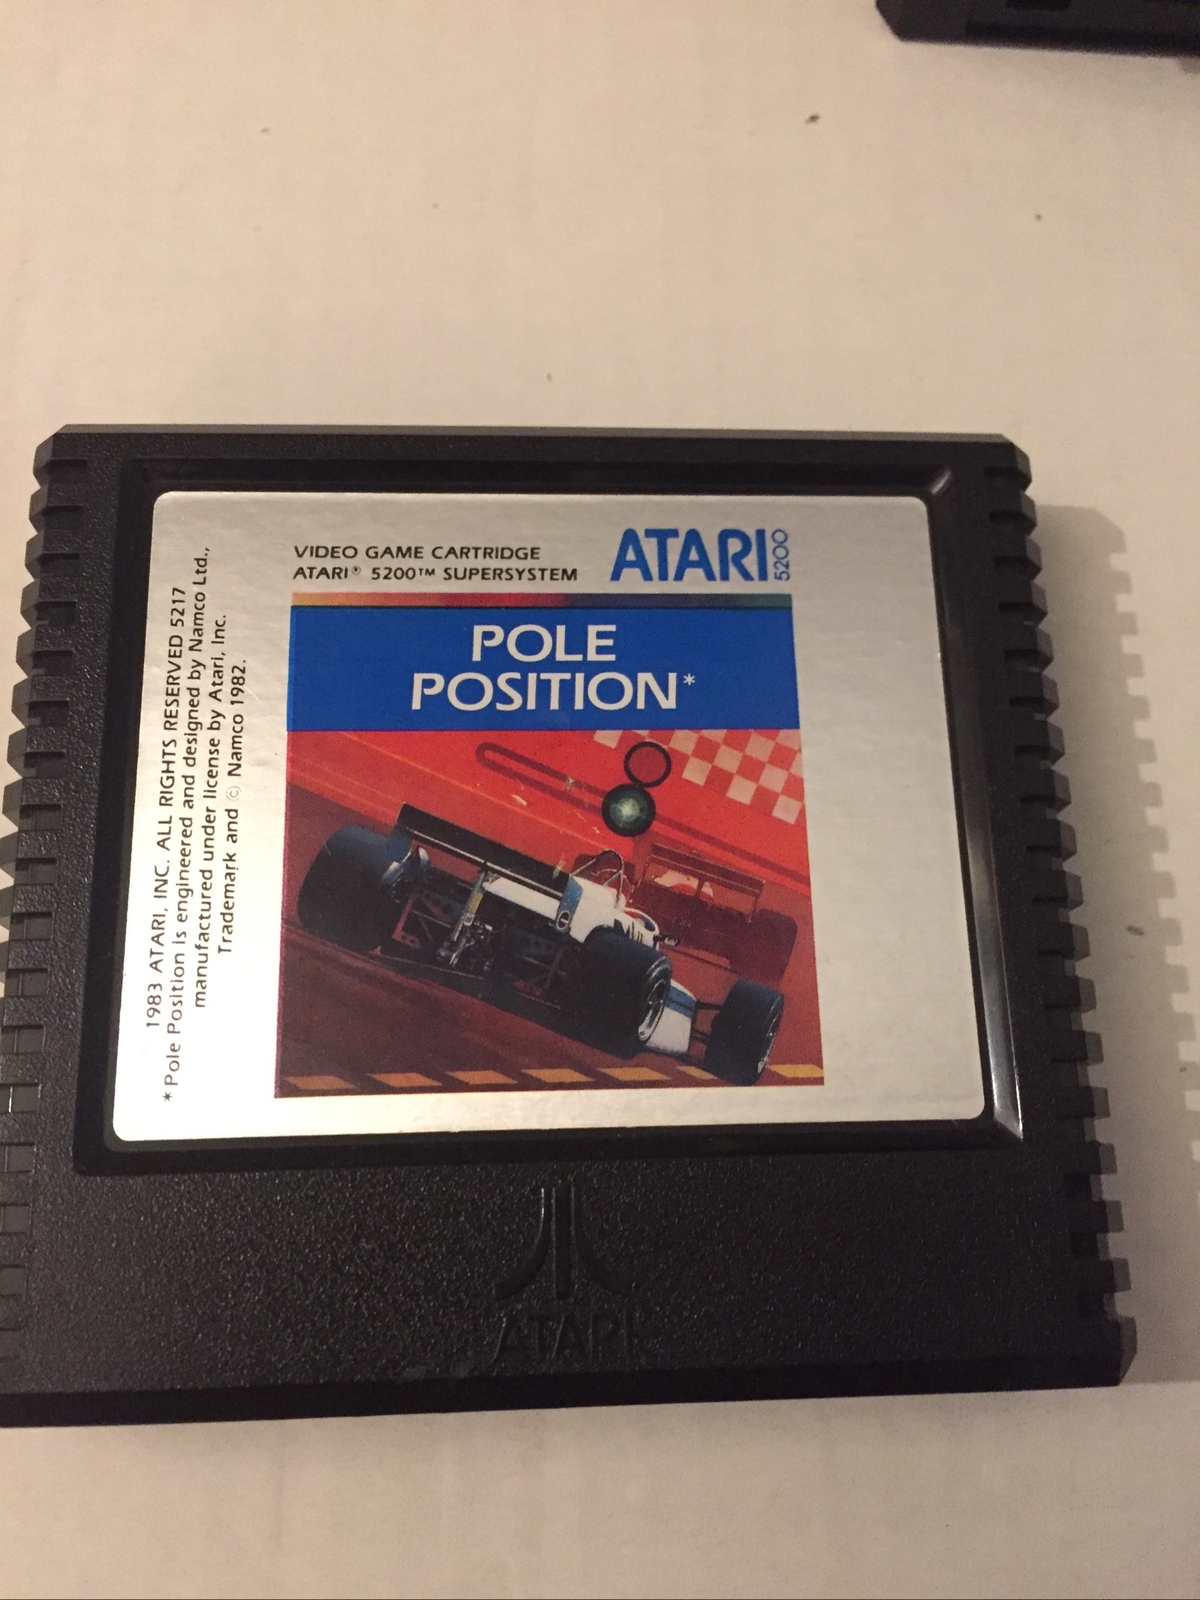 VIDEO GAME CARTRIDGE
ATARI® 5200™ SUPERSYSTEM
ATARI 5200
POLE
POSITION*
1983 ATARI, INC. ALL RIGHTS RESERVED 5217
*Pole Position is engineered and designed by Namco Ltd.,
manufactured under license by Atari, Inc.
Trademark and © Namco 1982.
ATARI